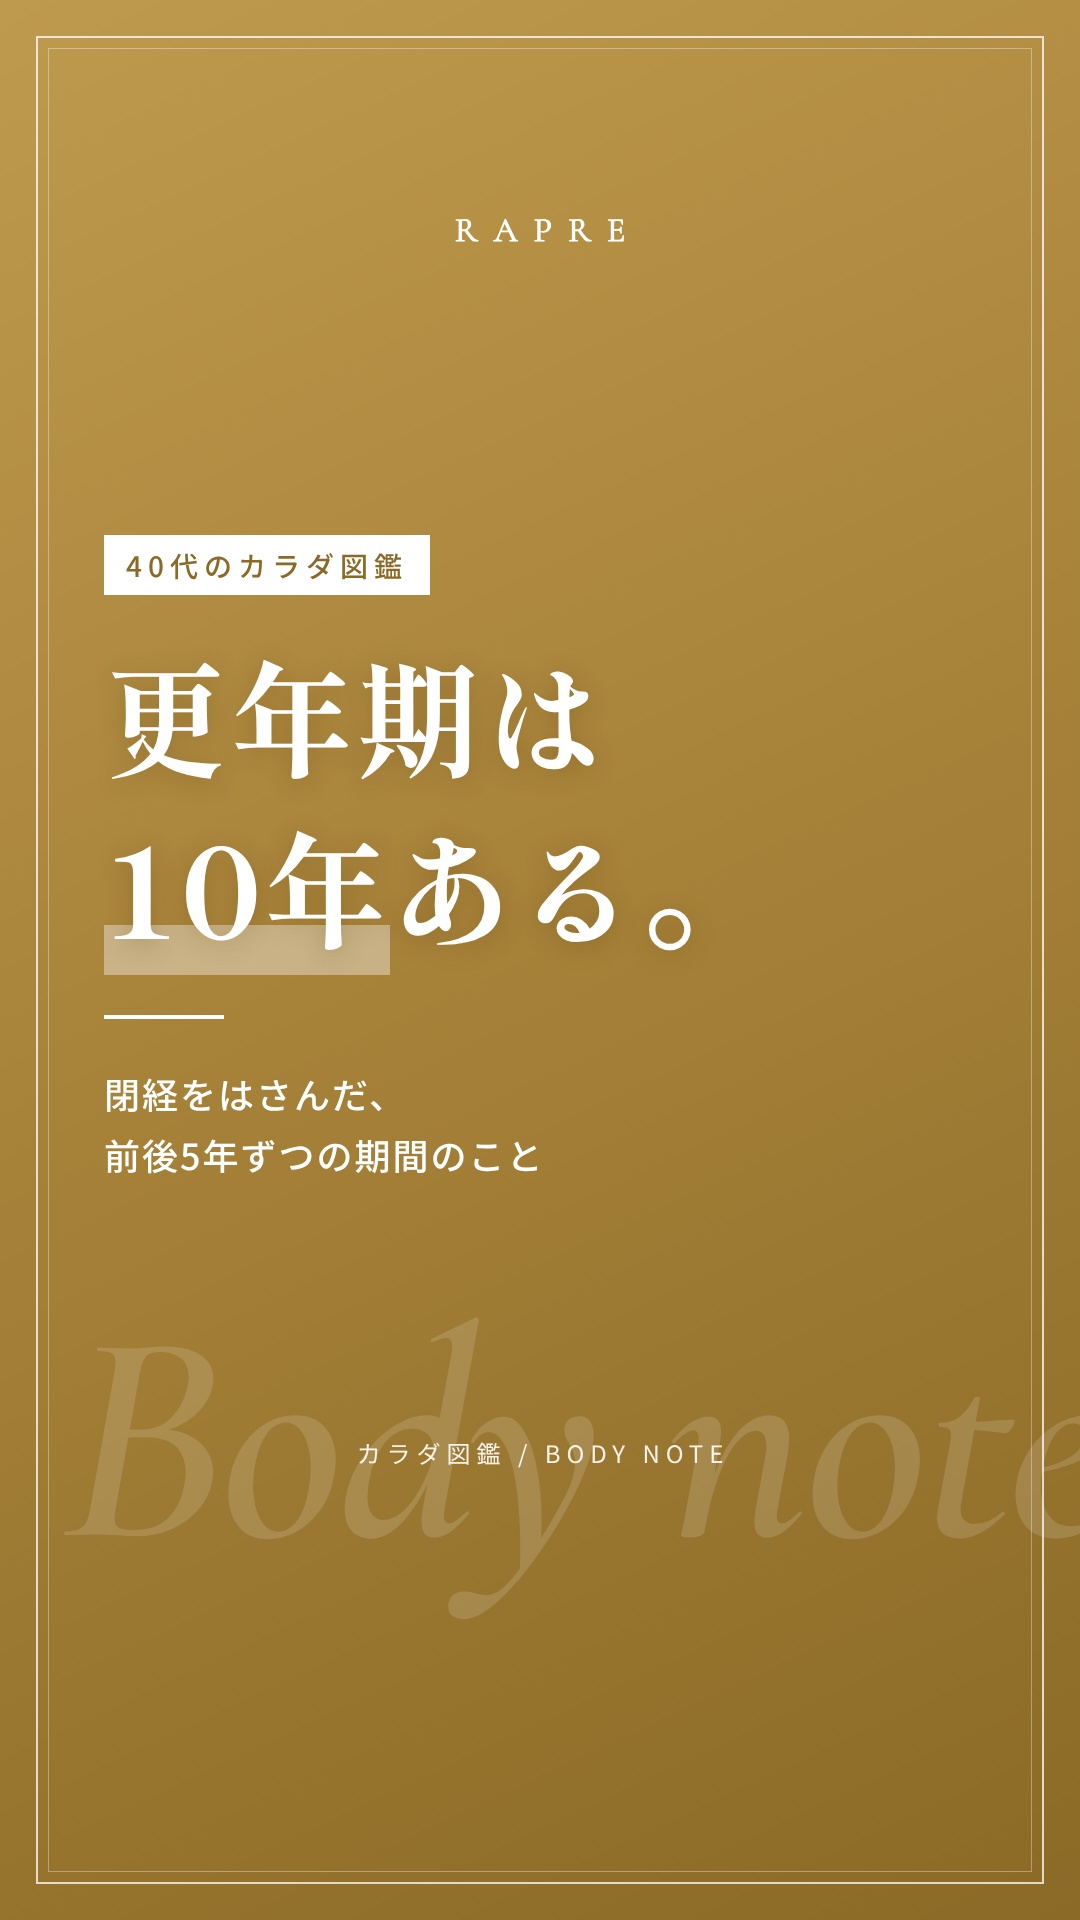 RAPRE
40代のカラダ図鑑
更年期は
10年ある。
閉経をはさんだ、
前後5年ずつの期間のこと
Body note
カラダ図鑑 / BODY NOTE